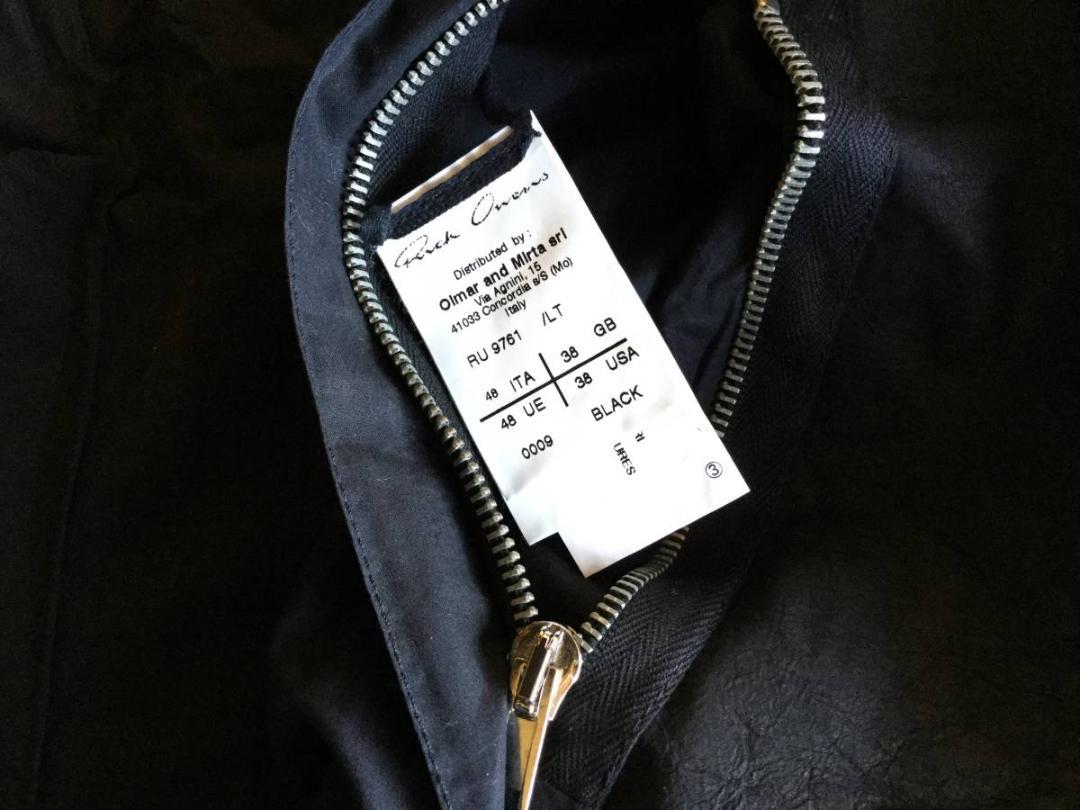 Rick Owens
Distributed by:
Olmar and Mirta srl
Via Agnini, 15
41033 Concordia s/S (Mo)
Italy
RU 9761 /LT
48 ITA 38 GB
48 UE 38 USA
0009 BLACK
URES
3